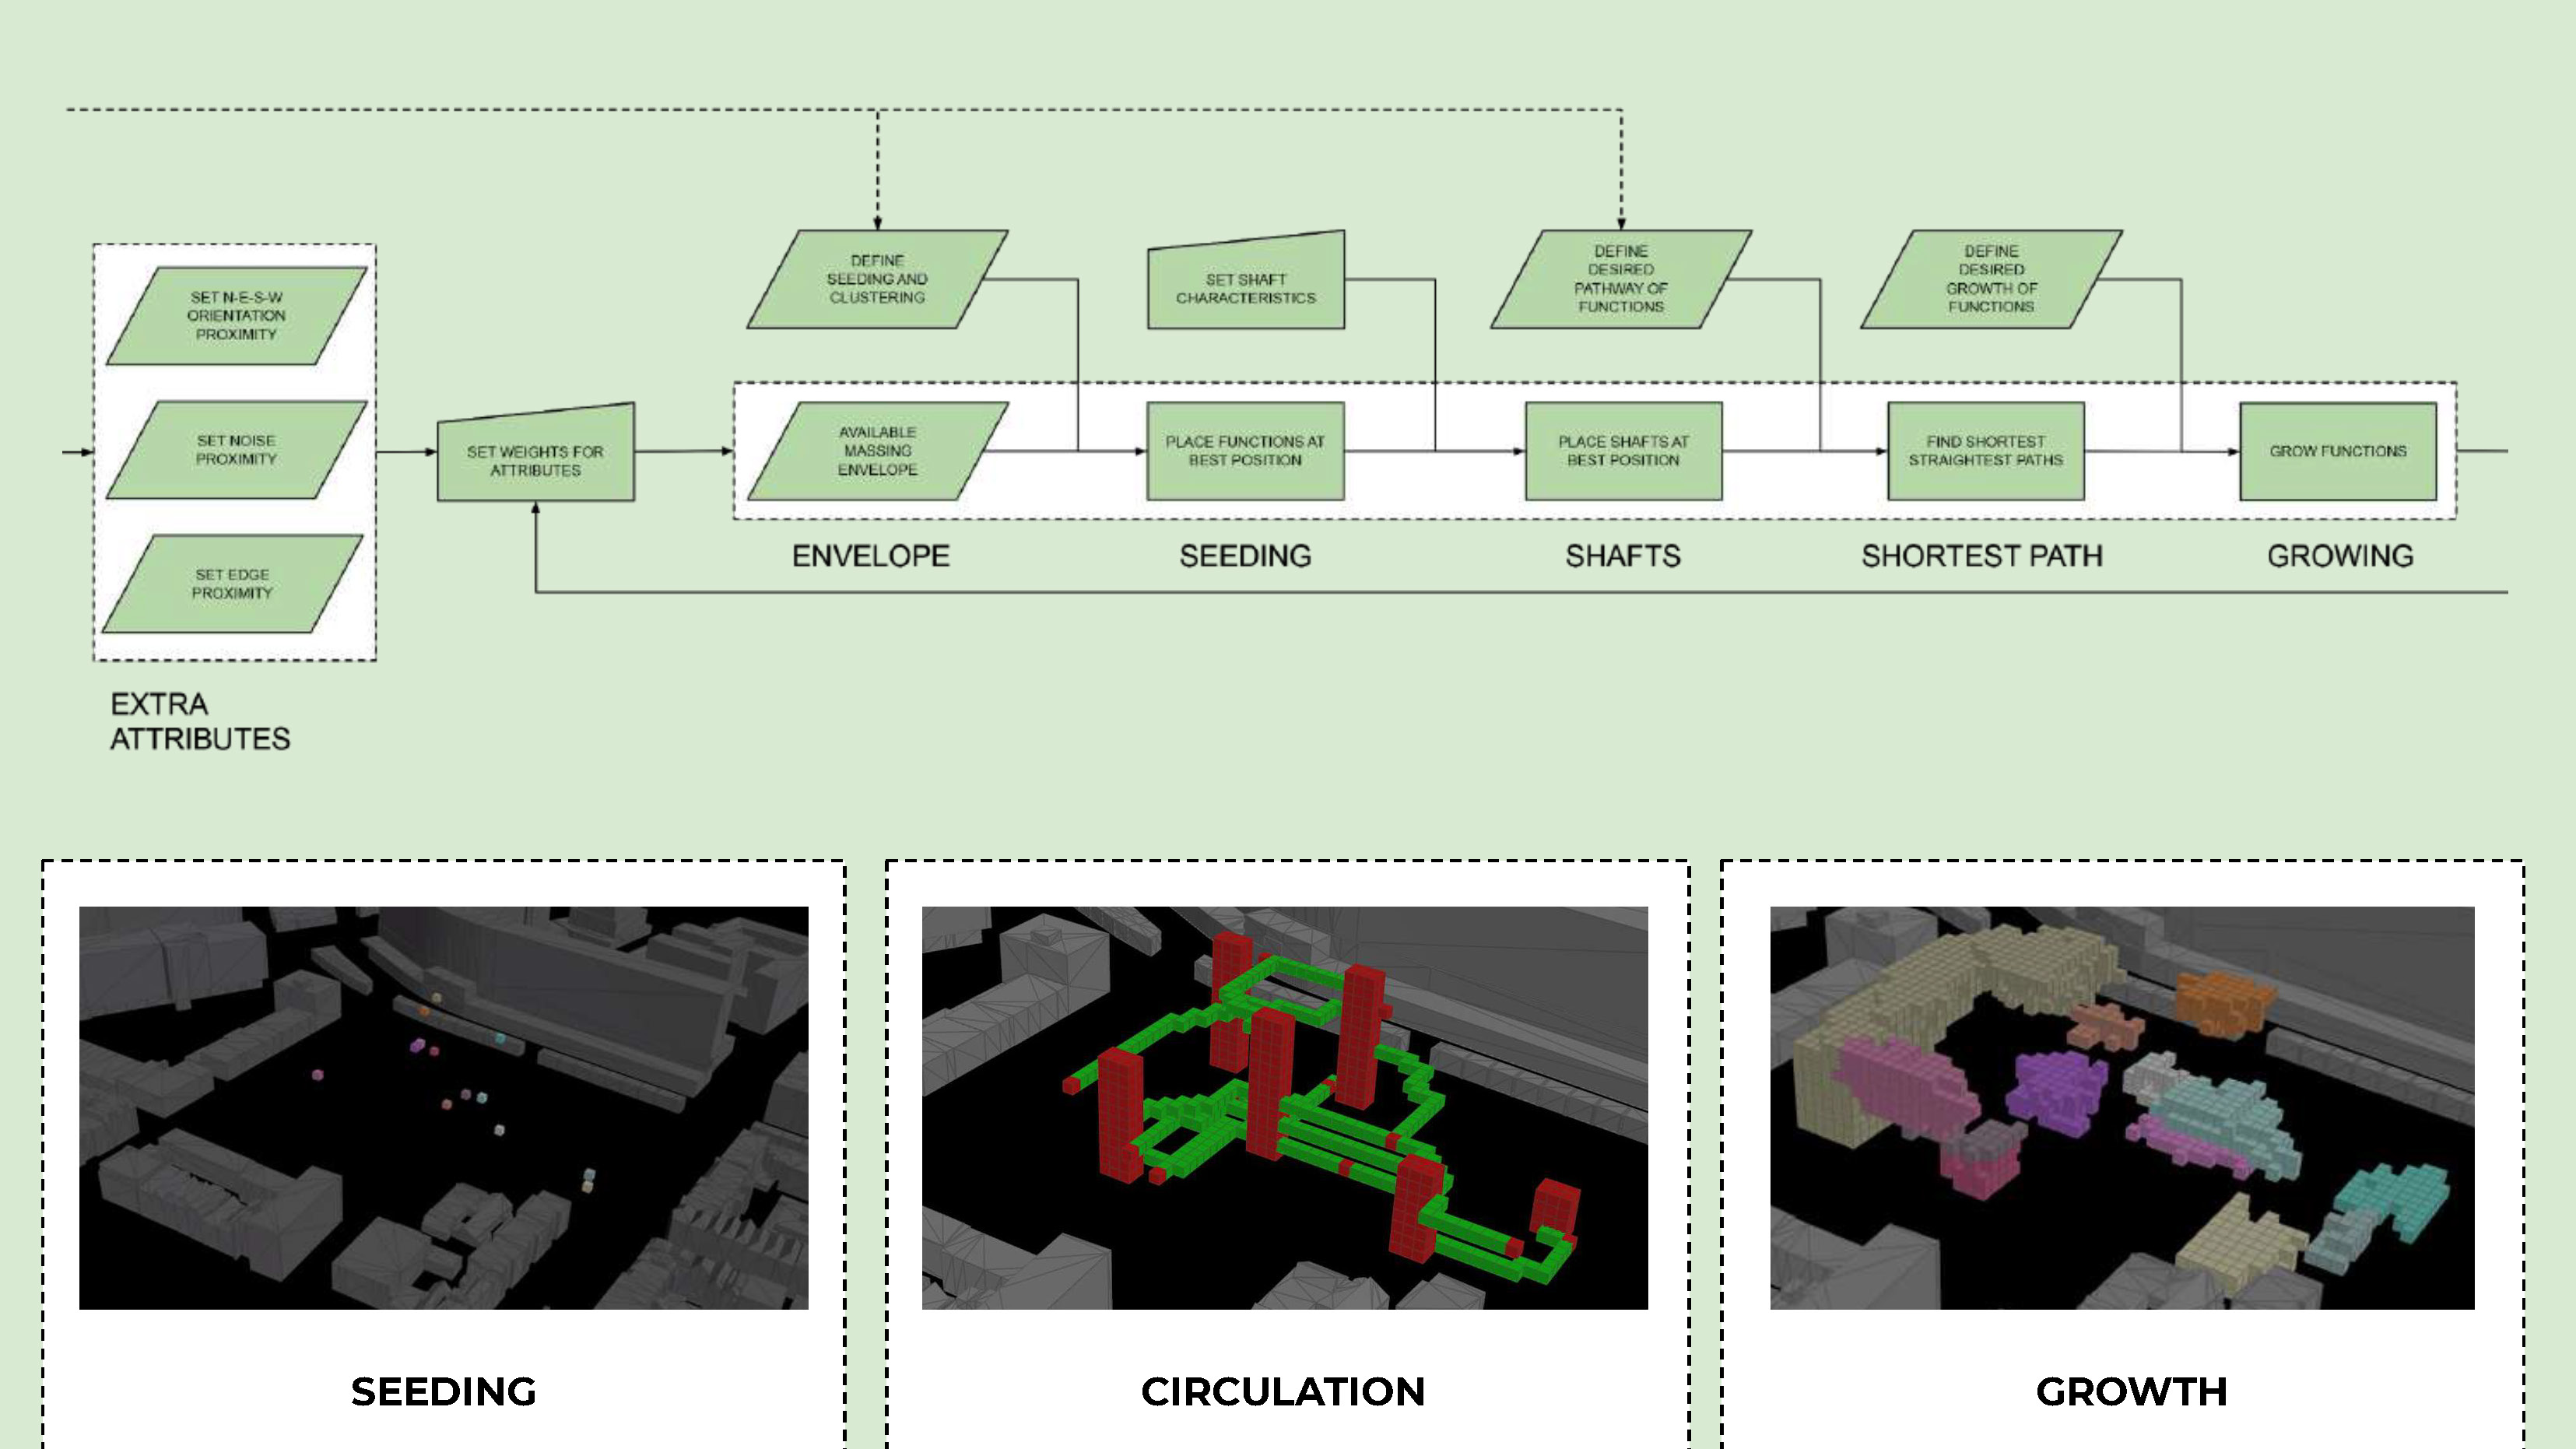 SET N-E-S-W
ORIENTATION
PROXIMITY
SET NOISE
PROXIMITY
SET EDGE
PROXIMITY
EXTRA
ATTRIBUTES
SET WEIGHTS FOR
ATTRIBUTES
DEFINE
SEEDING AND
CLUSTERING
SET SHAFT
CHARACTERISTICS
DEFINE
DESIRED
PATHWAY OF
FUNCTIONS
DEFINE
DESIRED
GROWTH OF
FUNCTIONS
AVAILABLE
MASSING
ENVELOPE
PLACE FUNCTIONS AT
BEST POSITION
PLACE SHAFTS AT
BEST POSITION
FIND SHORTEST
STRAIGHTEST PATHS
GROW FUNCTIONS
ENVELOPE
SEEDING
SHAFTS
SHORTEST PATH
GROWING
SEEDING
CIRCULATION
GROWTH